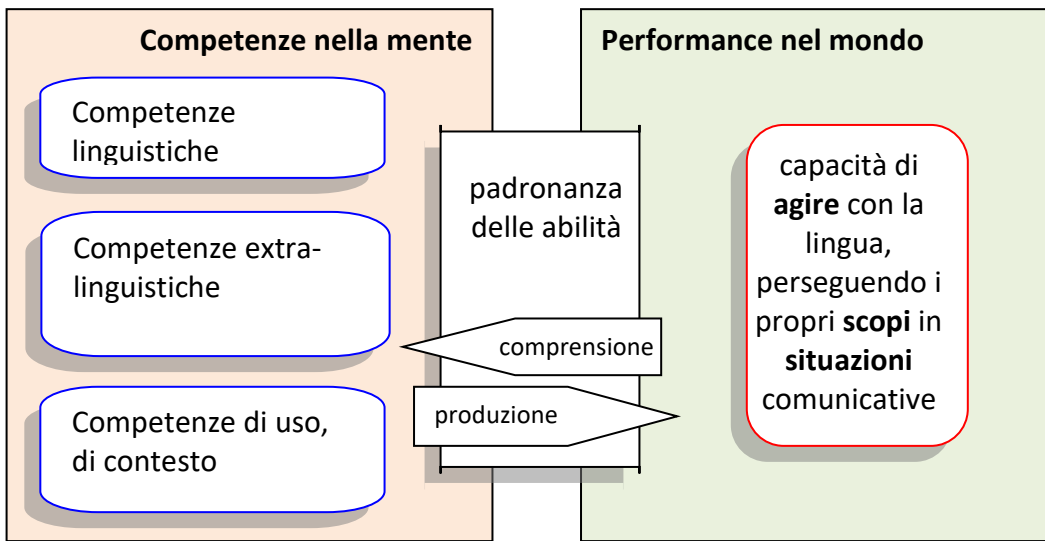 Competenze nella mente
Competenze
linguistiche
Competenze extra-
linguistiche
Competenze di uso,
di contesto
padronanza
delle abilità
comprensione
produzione
Performance nel mondo
capacità di
agire con la
lingua,
perseguendo i
propri scopi in
situazioni
comunicative